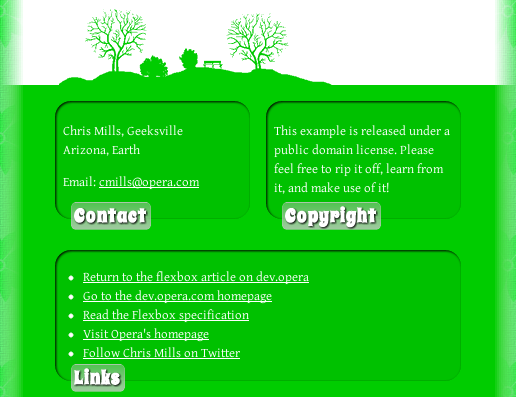 Chris Mills, Geeksville
Arizona, Earth
Email: cmills@opera.com
Contact
This example is released under a
public domain license. Please
feel free to rip it off, learn from
it, and make use of it!
Copyright
Return to the flexbox article on dev.opera
Go to the dev.opera.com homepage
Read the Flexbox specification
Visit Opera's homepage
Follow Chris Mills on Twitter
Links